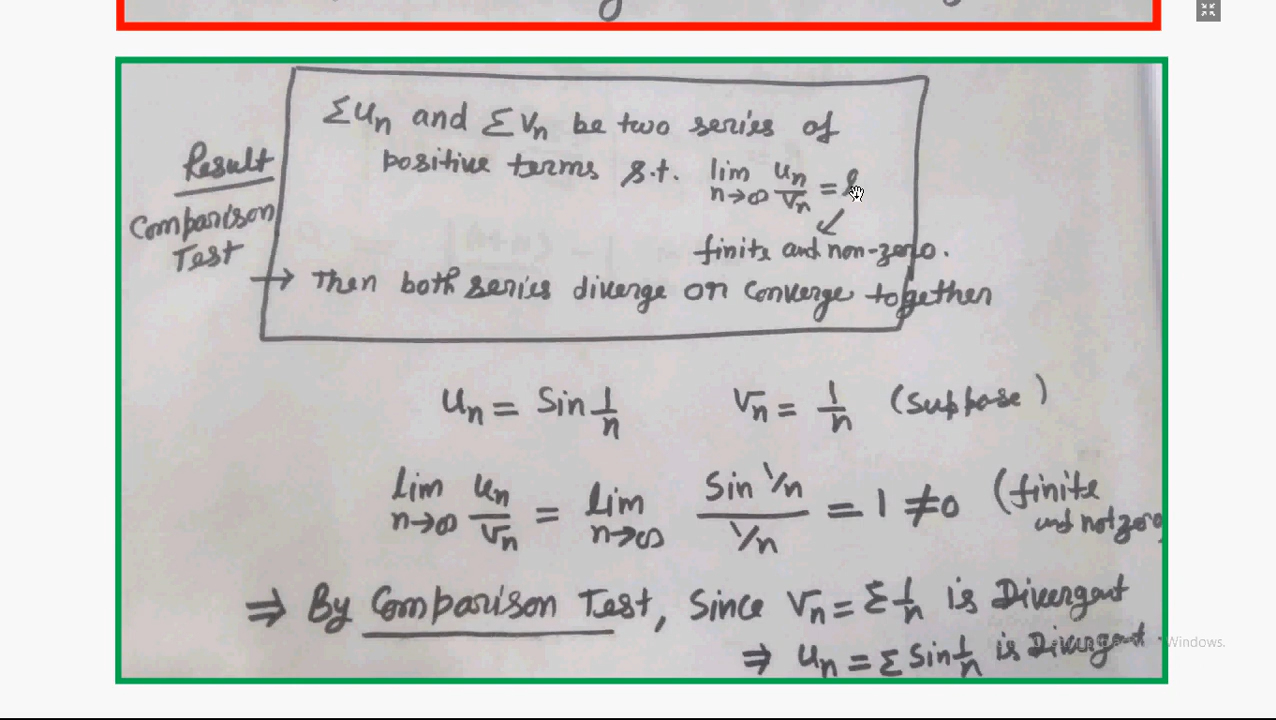 Result
Comparison
Test
Σun and Σvn be two series of
positive terms s.t. lim n→∞ un/vn = l
finite and non-zero.
→ Then both series diverge or converge together
un = Sin 1/n    vn = 1/n (Suppose)
lim n→∞ un/vn = lim n→∞ Sin 1/n / 1/n = 1 ≠ 0 (finite
and not zero
⇒ By Comparison Test, Since vn = Σ 1/n is Divergent
⇒ un = Σ Sin 1/n is Divergent.
Windows.